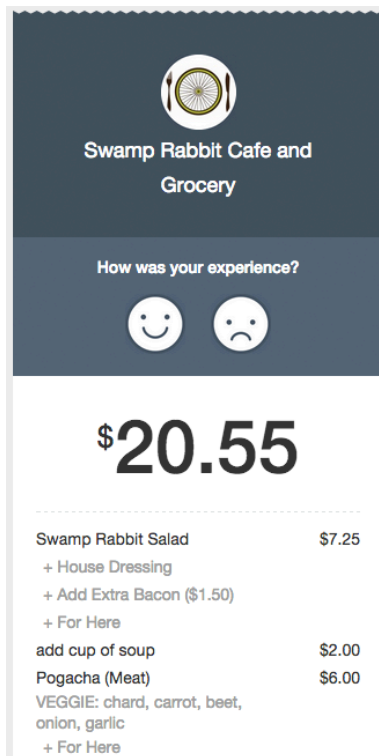 Swamp Rabbit Cafe and
Grocery
How was your experience?
$20.55
Swamp Rabbit Salad $7.25
+ House Dressing
+ Add Extra Bacon ($1.50)
+ For Here
add cup of soup $2.00
Pogacha (Meat) $6.00
VEGGIE: chard, carrot, beet,
onion, garlic
+ For Here